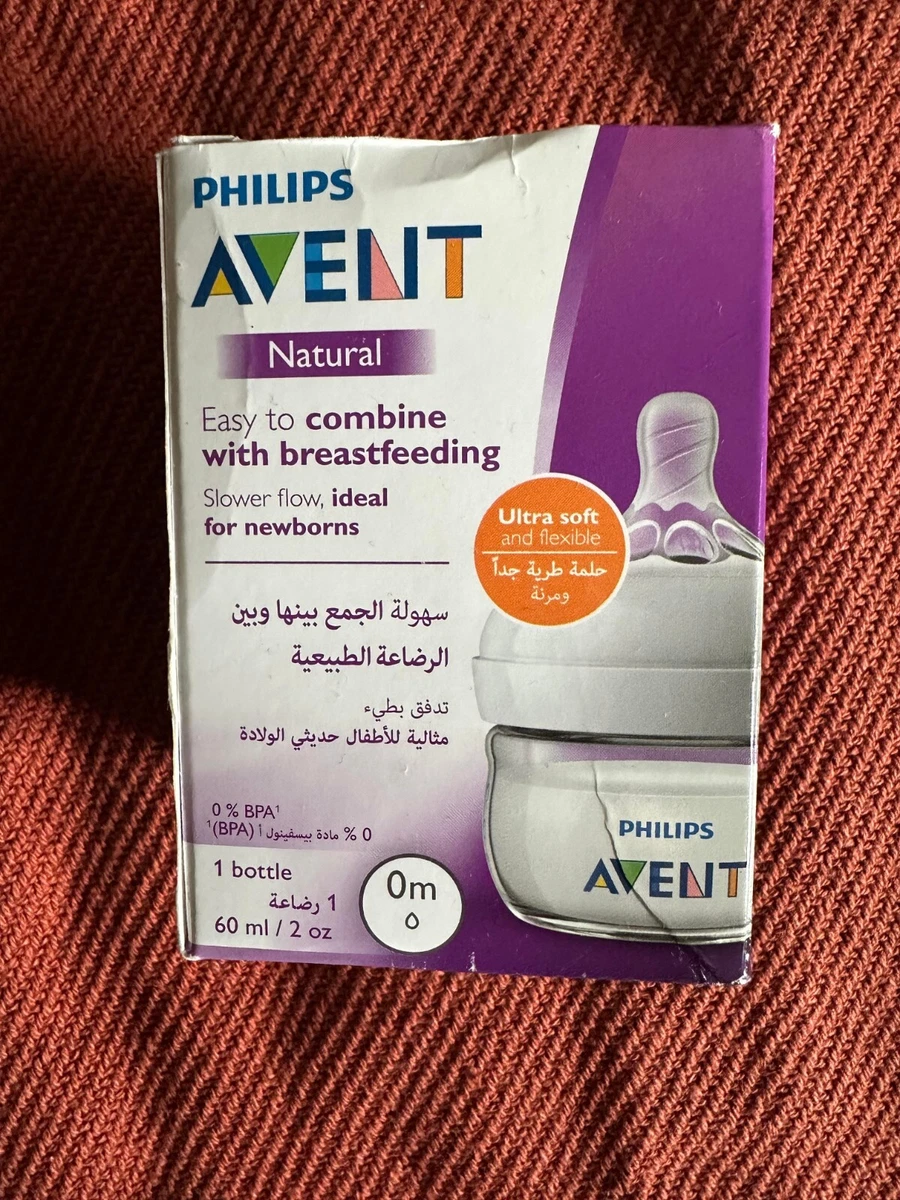 PHILIPS
AVENT
Natural
Easy to combine
with breastfeeding
Slower flow, ideal
for newborns
Ultra soft
and flexible
حلمة طرية جداً
ومرنة
سهولة الجمع بينها وبين
الرضاعة الطبيعية
تدفق بطيء
مثالية للأطفال حديثي الولادة
0 % BPA¹
0 % مادة بيسفينول أ (BPA)¹
1 bottle
1 رضاعة
60 ml / 2 oz
0m
PHILIPS
AVENT